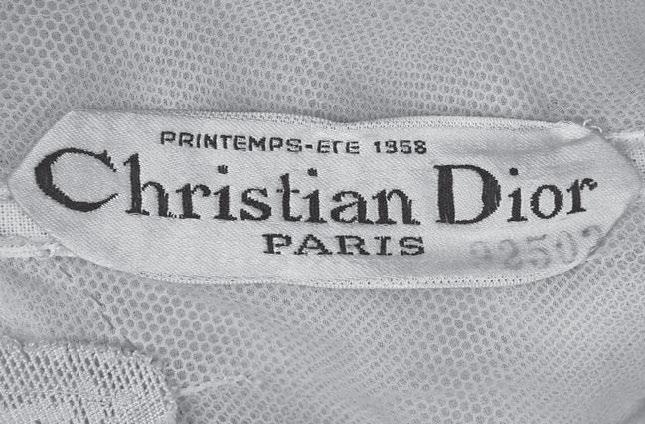 PRINTEMPS-ETE 1958
Christian Dior
PARIS